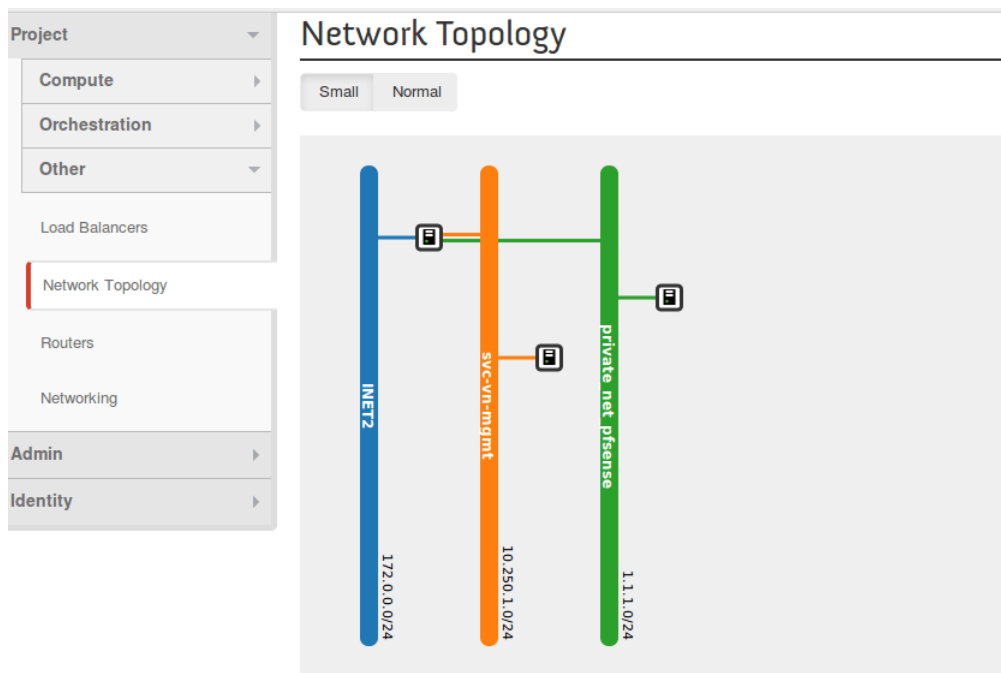 Project
Compute
Orchestration
Other
Load Balancers
Network Topology
Routers
Networking
Admin
Identity
Network Topology
Small Normal
INET2
172.0.0.0/24
svc-vn-mgmt
10.250.1.0/24
private_net_pfsense
1.1.1.0/24